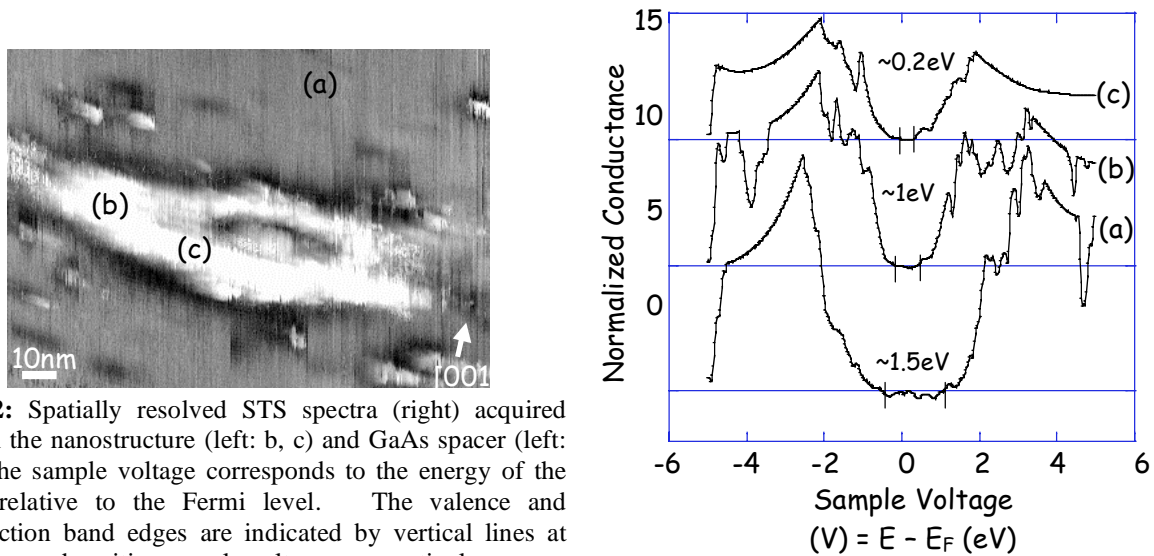 (a)
(b)
(c)
10nm
[001
2: Spatially resolved STS spectra (right) acquired
the nanostructure (left: b, c) and GaAs spacer (left:
he sample voltage corresponds to the energy of the
relative to the Fermi level. The valence and
ction band edges are indicated by vertical lines at
15
10
5
0
Normalized Conductance
~0.2eV
(c)
~1eV
(b)
(a)
~1.5eV
-6 -4 -2 0 2 4 6
Sample Voltage
(V) = E - EF (eV)